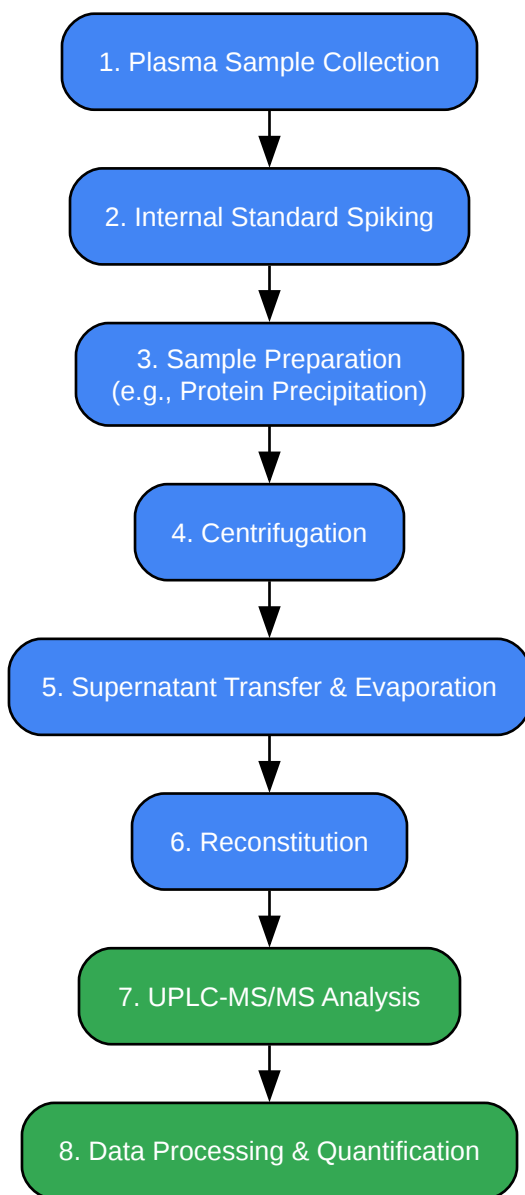 1. Plasma Sample Collection
2. Internal Standard Spiking
3. Sample Preparation
(e.g., Protein Precipitation)
4. Centrifugation
5. Supernatant Transfer & Evaporation
6. Reconstitution
7. UPLC-MS/MS Analysis
8. Data Processing & Quantification